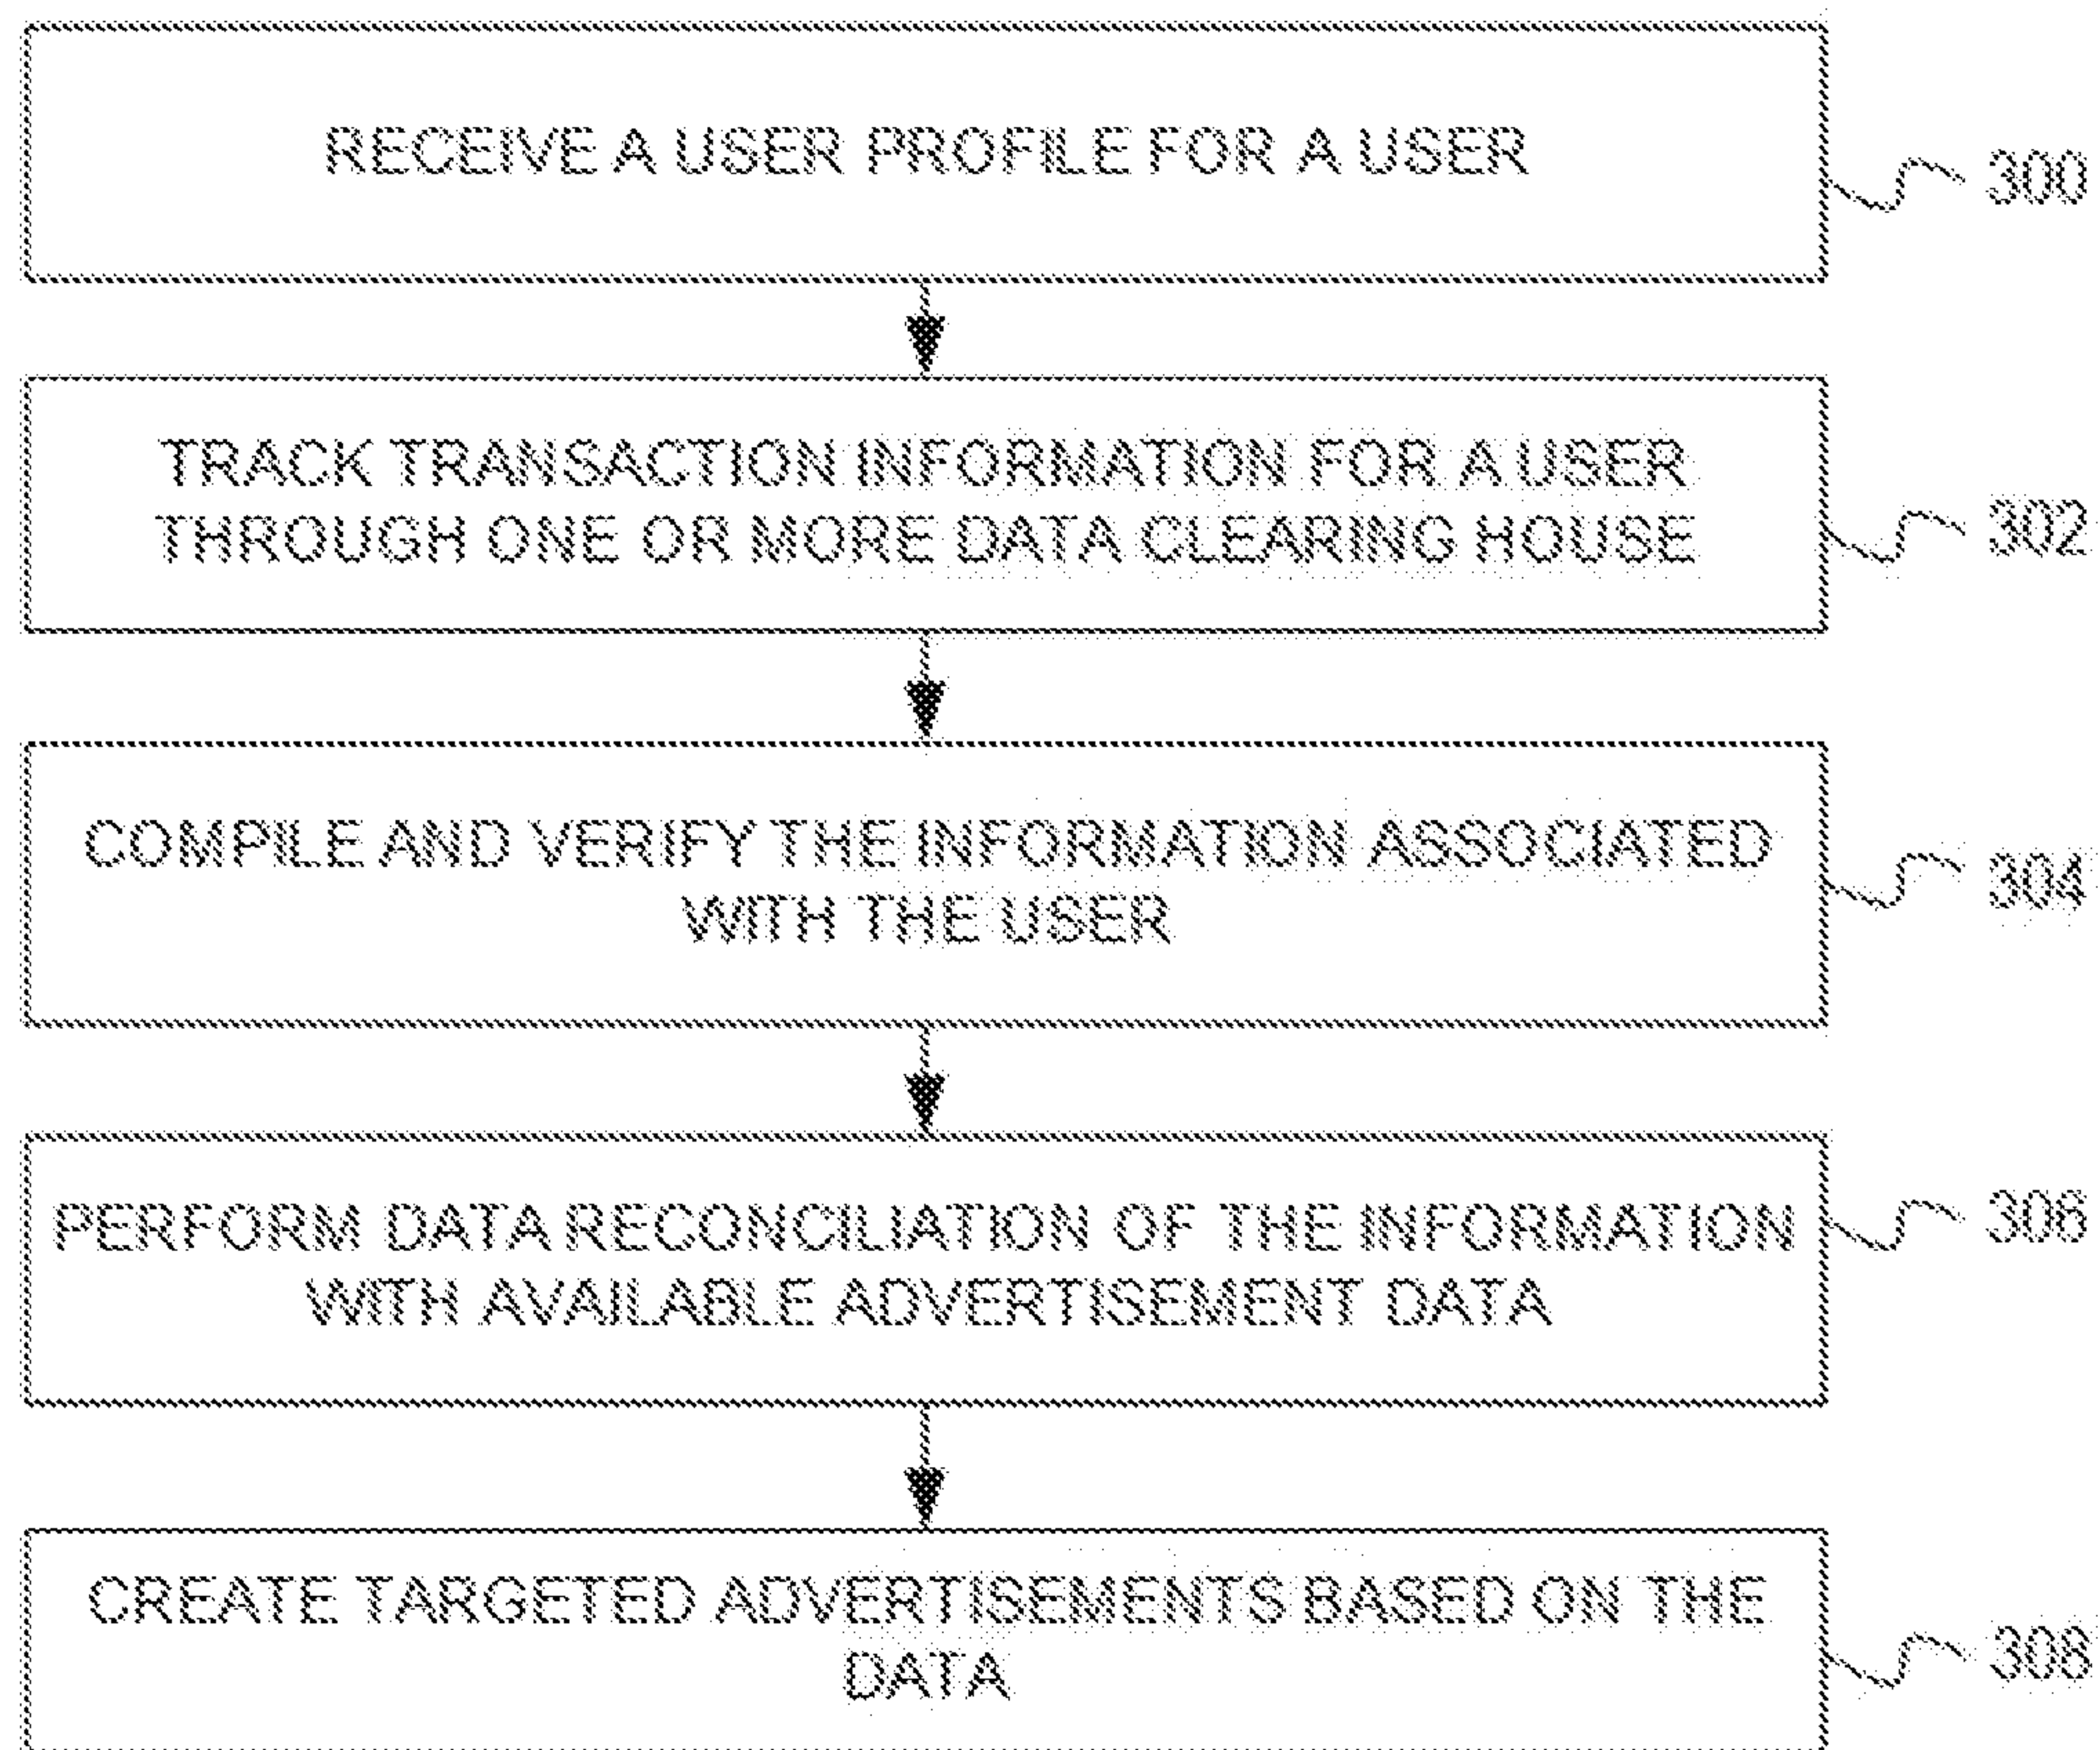 RECEIVE A USER PROFILE FOR A USER
300
TRACK TRANSACTION INFORMATION FOR A USER
THROUGH ONE OR MORE DATA CLEARING HOUSE
302
COMPILE AND VERIFY THE INFORMATION ASSOCIATED
WITH THE USER
304
PERFORM DATA RECONCILIATION OF THE INFORMATION
WITH AVAILABLE ADVERTISEMENT DATA
306
CREATE TARGETED ADVERTISEMENTS BASED ON THE
DATA
308